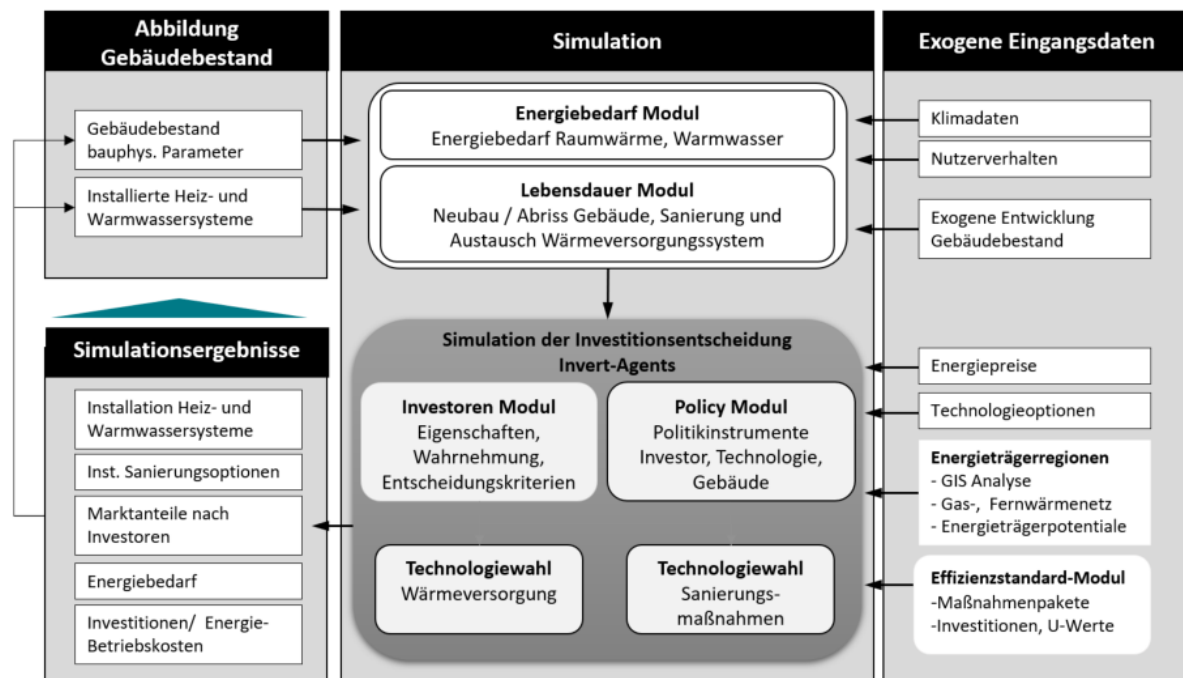 Abbildung
Gebäudebestand
Gebäudebestand
bauphys. Parameter
Installierte Heiz- und
Warmwassersysteme
Simulationsergebnisse
Installation Heiz- und
Warmwassersysteme
Inst. Sanierungsoptionen
Marktanteile nach
Investoren
Energiebedarf
Investitionen/ Energie-
Betriebskosten
Simulation
Energiebedarf Modul
Energiebedarf Raumwärme, Warmwasser
Lebensdauer Modul
Neubau / Abriss Gebäude, Sanierung und
Austausch Wärmeversorgungssystem
Simulation der Investitionsentscheidung
Invert-Agents
Investoren Modul
Eigenschaften,
Wahrnehmung,
Entscheidungskriterien
Policy Modul
Politikinstrumente
Investor, Technologie,
Gebäude
Technologiewahl
Wärmeversorgung
Technologiewahl
Sanierungs-
maßnahmen
Exogene Eingangsdaten
Klimadaten
Nutzerverhalten
Exogene Entwicklung
Gebäudebestand
Energiepreise
Technologieoptionen
Energieträgerregionen
- GIS Analyse
- Gas-, Fernwärmenetz
- Energieträgerpotentiale
Effizienzstandard-Modul
-Maßnahmenpakete
-Investitionen, U-Werte